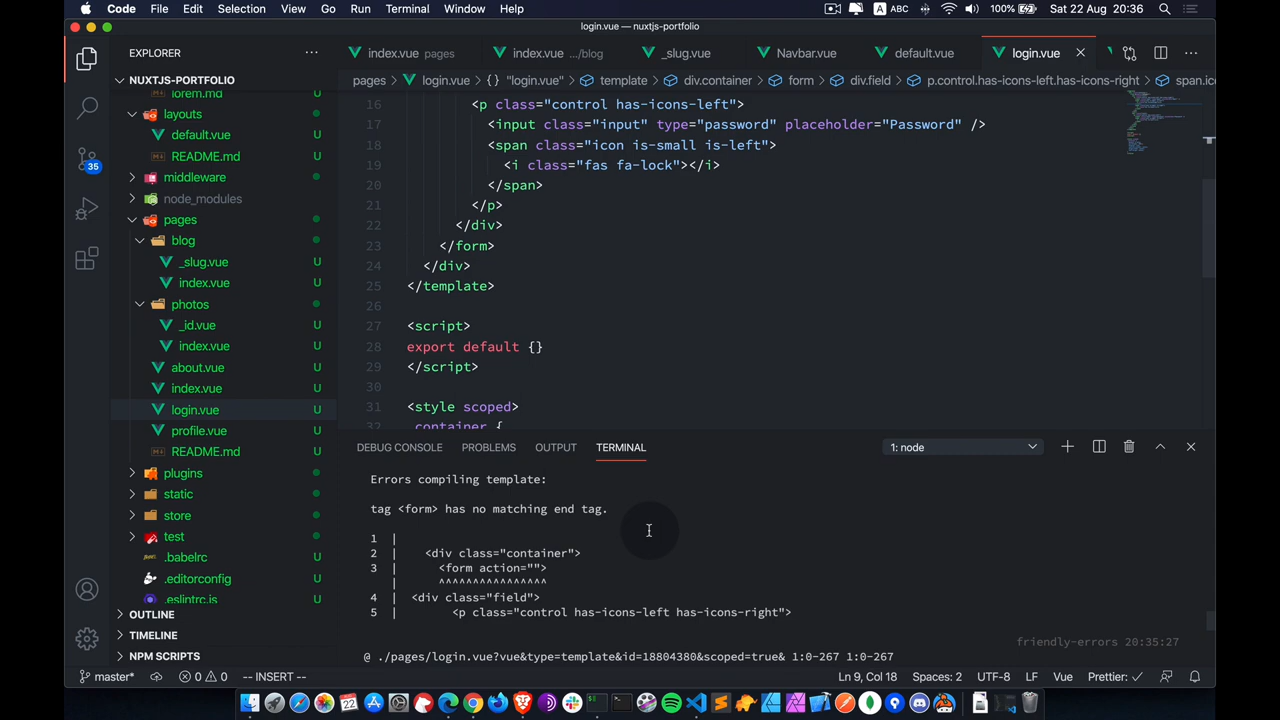 Code File Edit Selection View Go Run Terminal Window Help
A ABC 100% Sat 22 Aug 20:36
login.vue — nuxtjs-portfolio
EXPLORER
index.vue pages
index.vue .../blog
_slug.vue
Navbar.vue
default.vue
login.vue
NUXTJS-PORTFOLIO
pages login.vue {} "login.vue" template div.container form div.field p.control.has-icons-left.has-icons-right span.ic
lorem.md U
layouts
default.vue U
README.md U
middleware
node_modules
pages
blog
_slug.vue U
index.vue U
photos
_id.vue U
index.vue U
about.vue U
index.vue U
login.vue U
profile.vue U
README.md U
plugins
static
store
test
.babelrc U
.editorconfig U
.eslintrc.js U
OUTLINE
TIMELINE
NPM SCRIPTS
35
16 <p class="control has-icons-left">
17 <input class="input" type="password" placeholder="Password" />
18 <span class="icon is-small is-left">
19 <i class="fas fa-lock"></i>
20 </span>
21 </p>
22 </div>
23 </form>
24 </div>
25 </template>
26
27 <script>
28 export default {}
29 </script>
30
31 <style scoped>
32 container {
DEBUG CONSOLE PROBLEMS OUTPUT TERMINAL
1: node
Errors compiling template:
tag <form> has no matching end tag.
1 |
2 | <div class="container">
3 | <form action="">
| ^^^^^^^^^^^^^^^^
4 | <div class="field">
5 | <p class="control has-icons-left has-icons-right">
friendly-errors 20:35:27
@ ./pages/login.vue?vue&type=template&id=18804380&scoped=true& 1:0-267 1:0-267
master* 0 0 -- INSERT -- Ln 9, Col 18 Spaces: 2 UTF-8 LF Vue Prettier: ✓
22